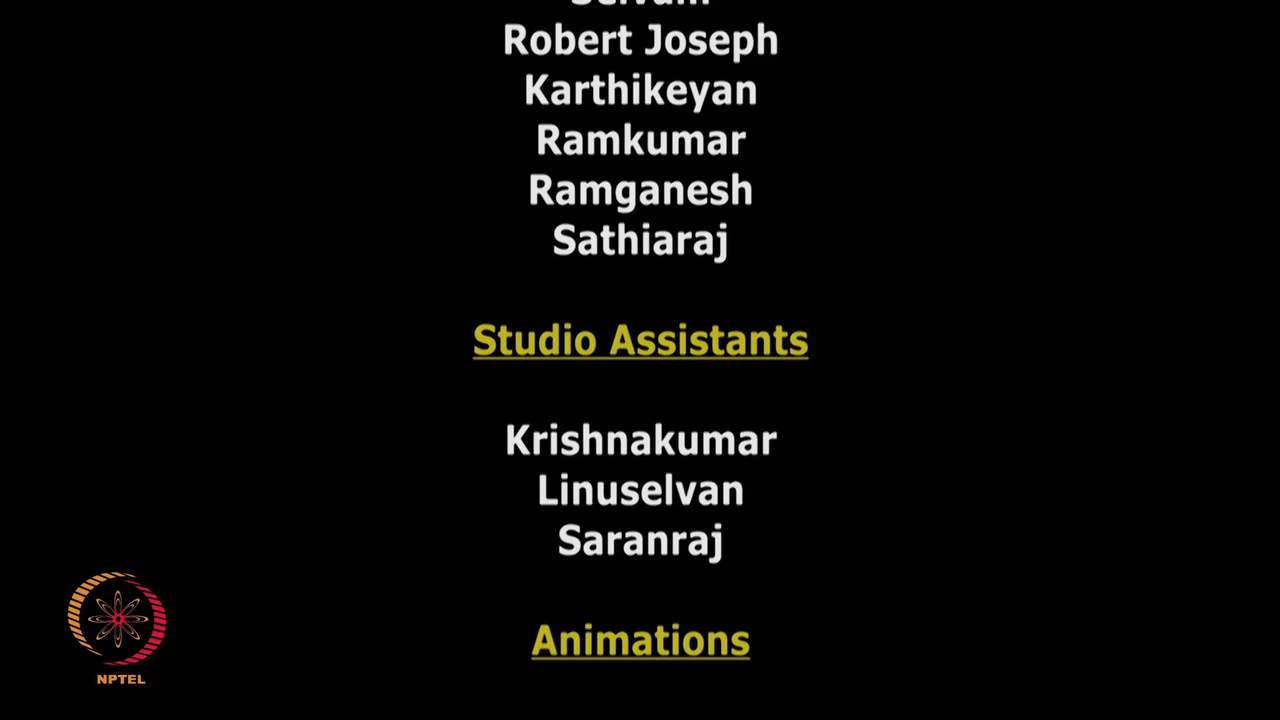 Robert Joseph
Karthikeyan
Ramkumar
Ramganesh
Sathiaraj
Studio Assistants
Krishnakumar
Linuselvan
Saranraj
Animations
NPTEL